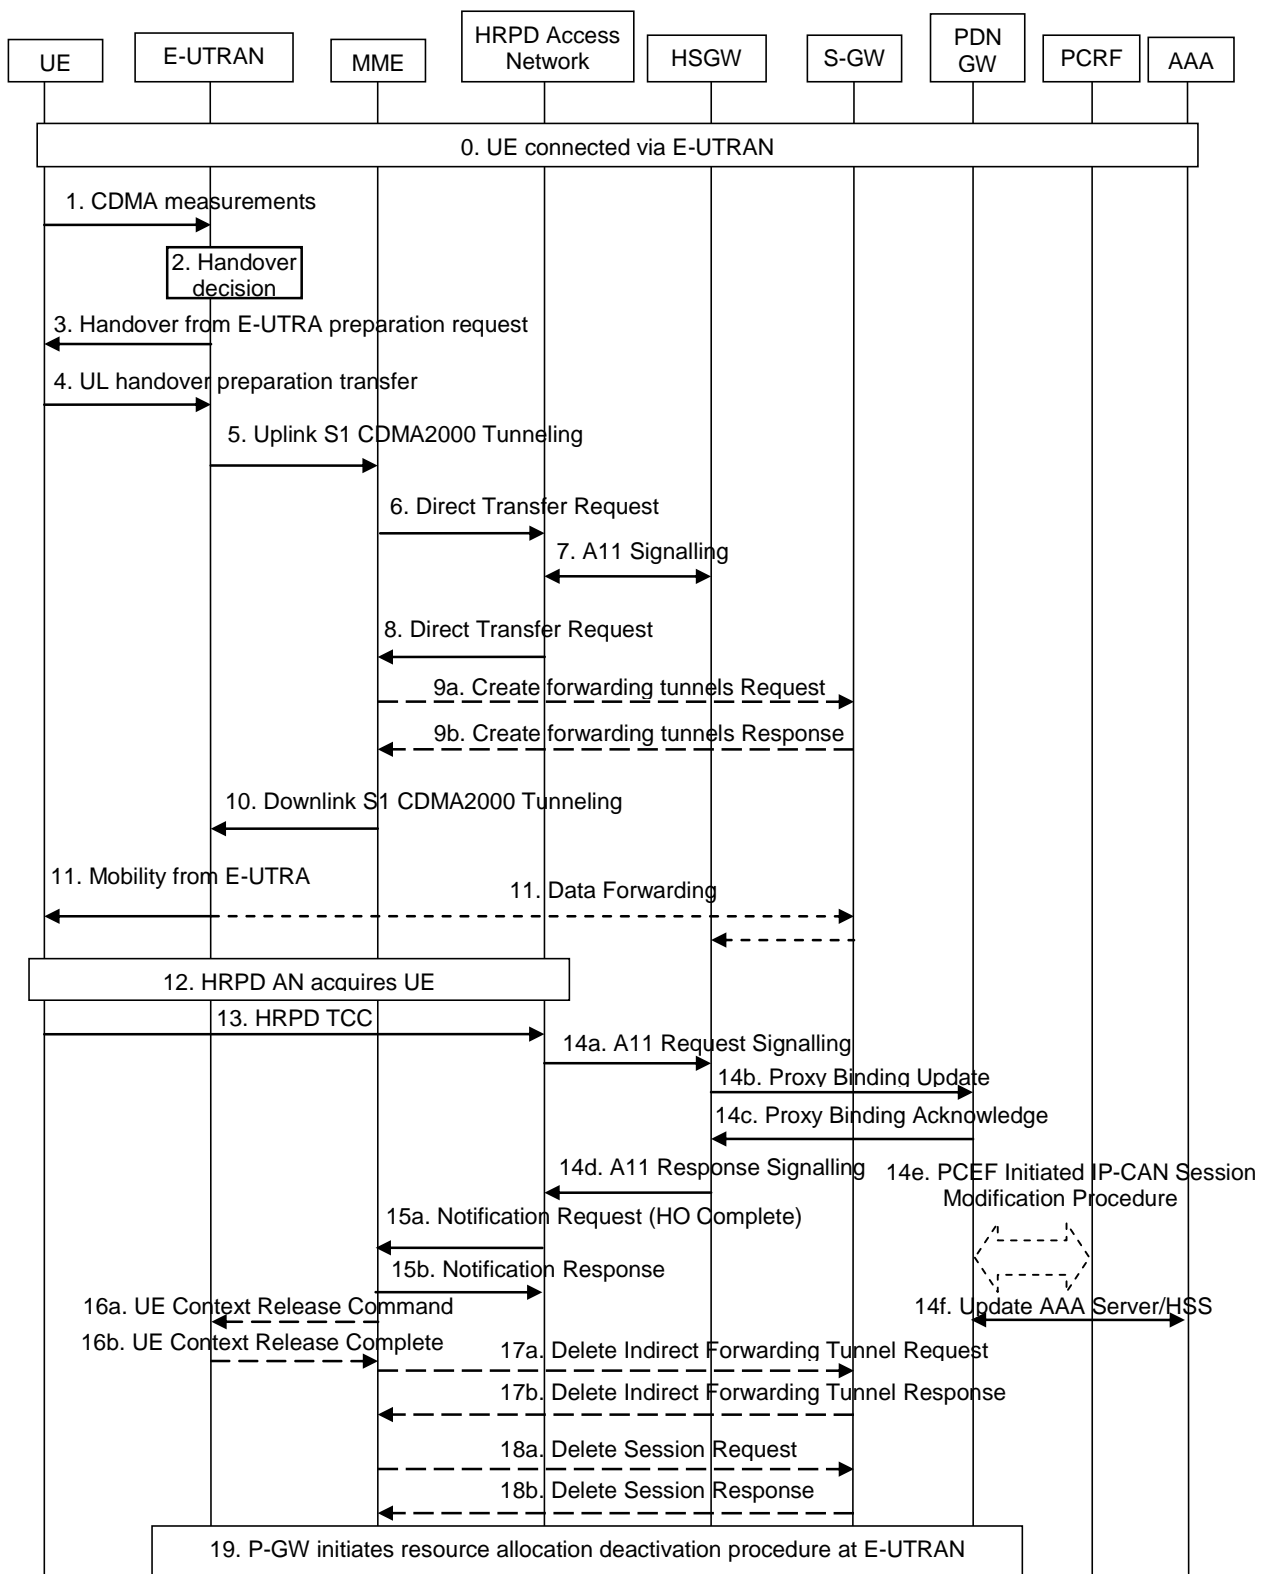 UE
E-UTRAN
MME
HRPD Access
Network
HSGW
S-GW
PDN
GW
PCRF
AAA
0. UE connected via E-UTRAN
1. CDMA measurements
2. Handover
decision
3. Handover from E-UTRA preparation request
4. UL handover preparation transfer
5. Uplink S1 CDMA2000 Tunneling
6. Direct Transfer Request
7. A11 Signalling
8. Direct Transfer Request
9a. Create forwarding tunnels Request
9b. Create forwarding tunnels Response
10. Downlink S1 CDMA2000 Tunneling
11. Mobility from E-UTRA
11. Data Forwarding
12. HRPD AN acquires UE
13. HRPD TCC
14a. A11 Request Signalling
14b. Proxy Binding Update
14c. Proxy Binding Acknowledge
14d. A11 Response Signalling
14e. PCEF Initiated IP-CAN Session
Modification Procedure
15a. Notification Request (HO Complete)
15b. Notification Response
14f. Update AAA Server/HSS
16a. UE Context Release Command
16b. UE Context Release Complete
17a. Delete Indirect Forwarding Tunnel Request
17b. Delete Indirect Forwarding Tunnel Response
18a. Delete Session Request
18b. Delete Session Response
19. P-GW initiates resource allocation deactivation procedure at E-UTRAN